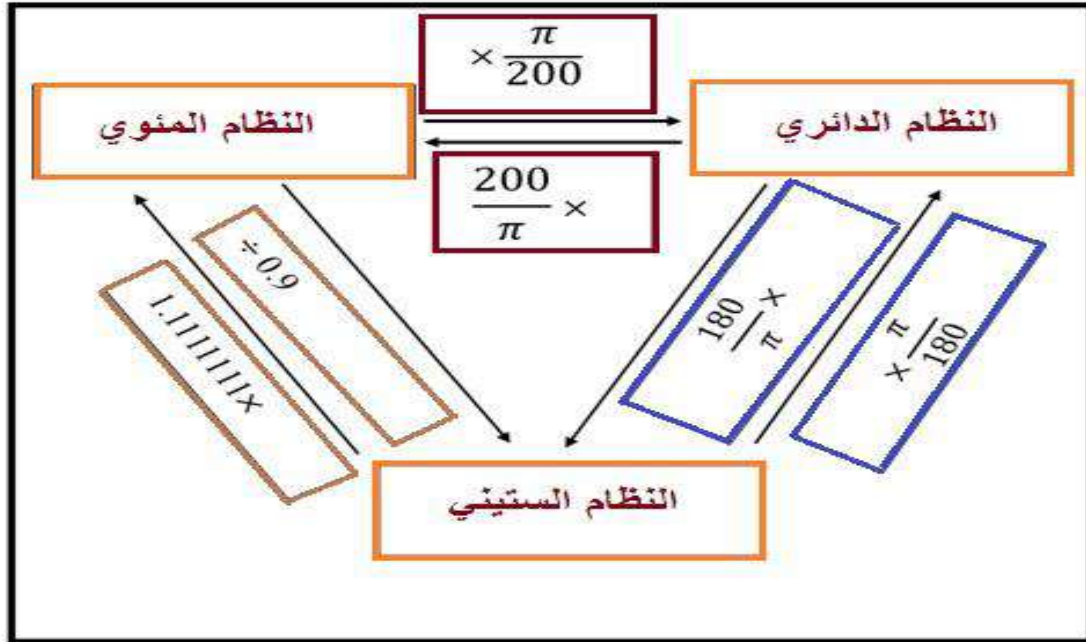 × π/200
النظام المئوي
النظام الدائري
200/π ×
÷ 0.9
1.1111111×
180/π ×
× π/180
النظام الستيني